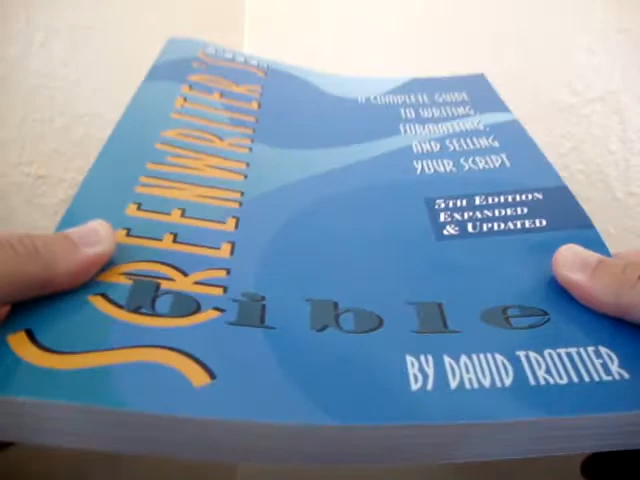 SCREENWRITER'S
bible
A COMPLETE GUIDE
TO WRITING,
FORMATTING,
AND SELLING
YOUR SCRIPT
5TH EDITION
EXPANDED
& UPDATED
BY DAVID TROTTIER